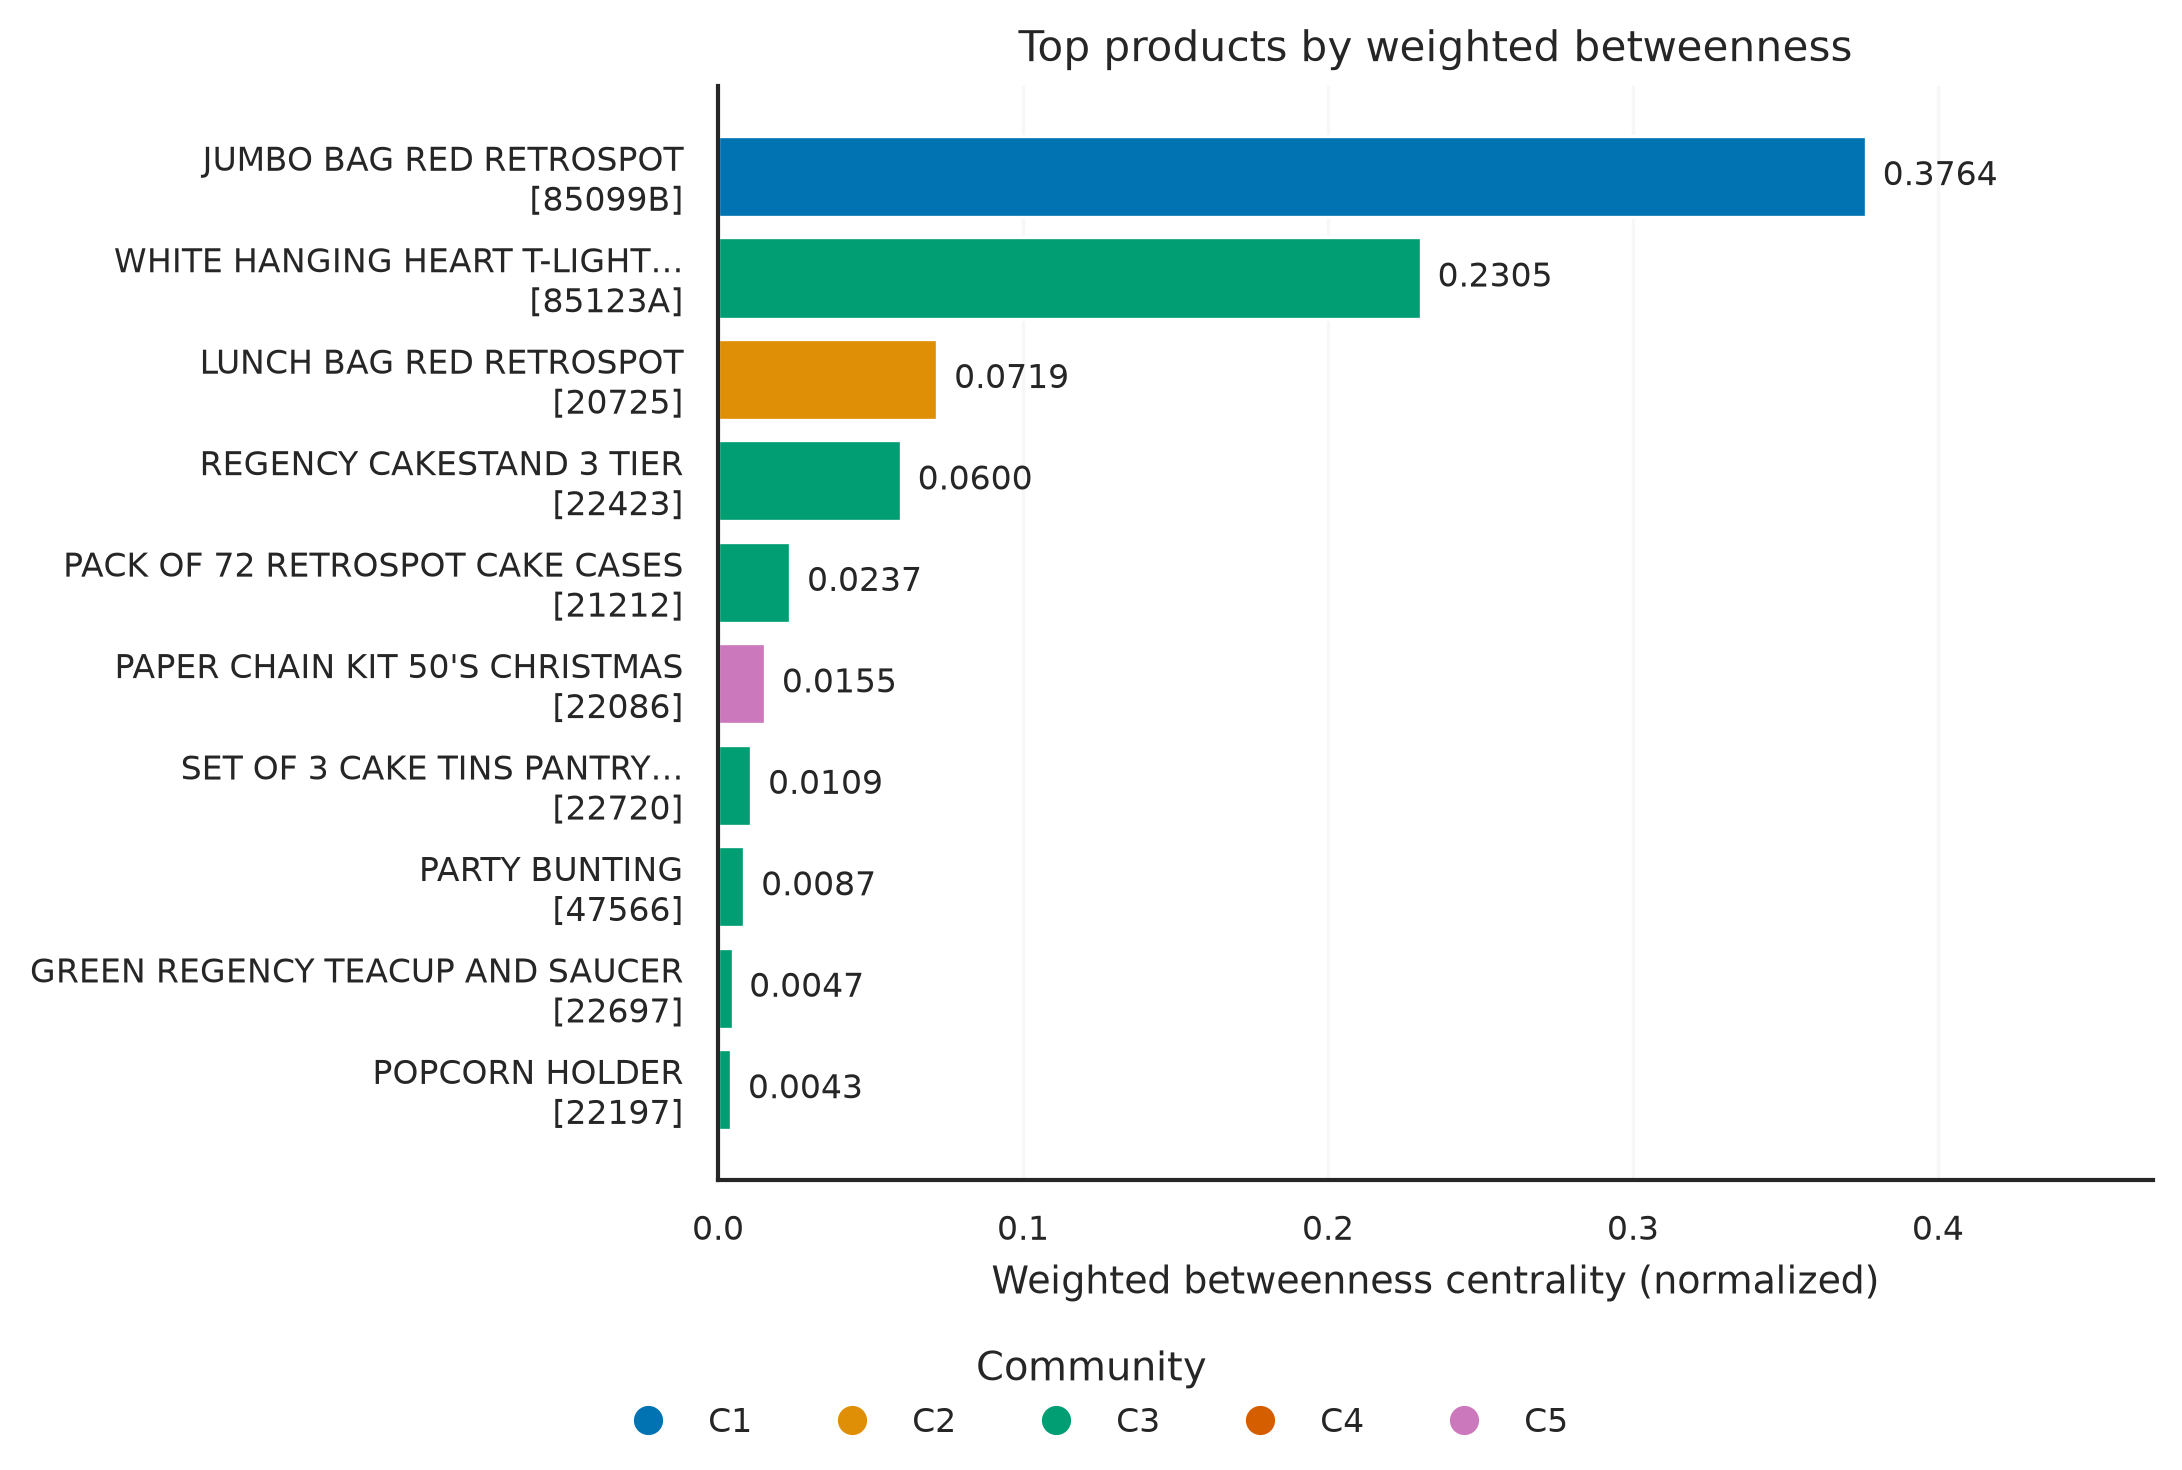 Top products by weighted betweenness
JUMBO BAG RED RETROSPOT
[85099B]
0.3764
WHITE HANGING HEART T-LIGHT…
[85123A]
0.2305
LUNCH BAG RED RETROSPOT
[20725]
0.0719
REGENCY CAKESTAND 3 TIER
[22423]
0.0600
PACK OF 72 RETROSPOT CAKE CASES
[21212]
0.0237
PAPER CHAIN KIT 50'S CHRISTMAS
[22086]
0.0155
SET OF 3 CAKE TINS PANTRY…
[22720]
0.0109
PARTY BUNTING
[47566]
0.0087
GREEN REGENCY TEACUP AND SAUCER
[22697]
0.0047
POPCORN HOLDER
[22197]
0.0043
0.0 0.1 0.2 0.3 0.4
Weighted betweenness centrality (normalized)
Community
C1 C2 C3 C4 C5